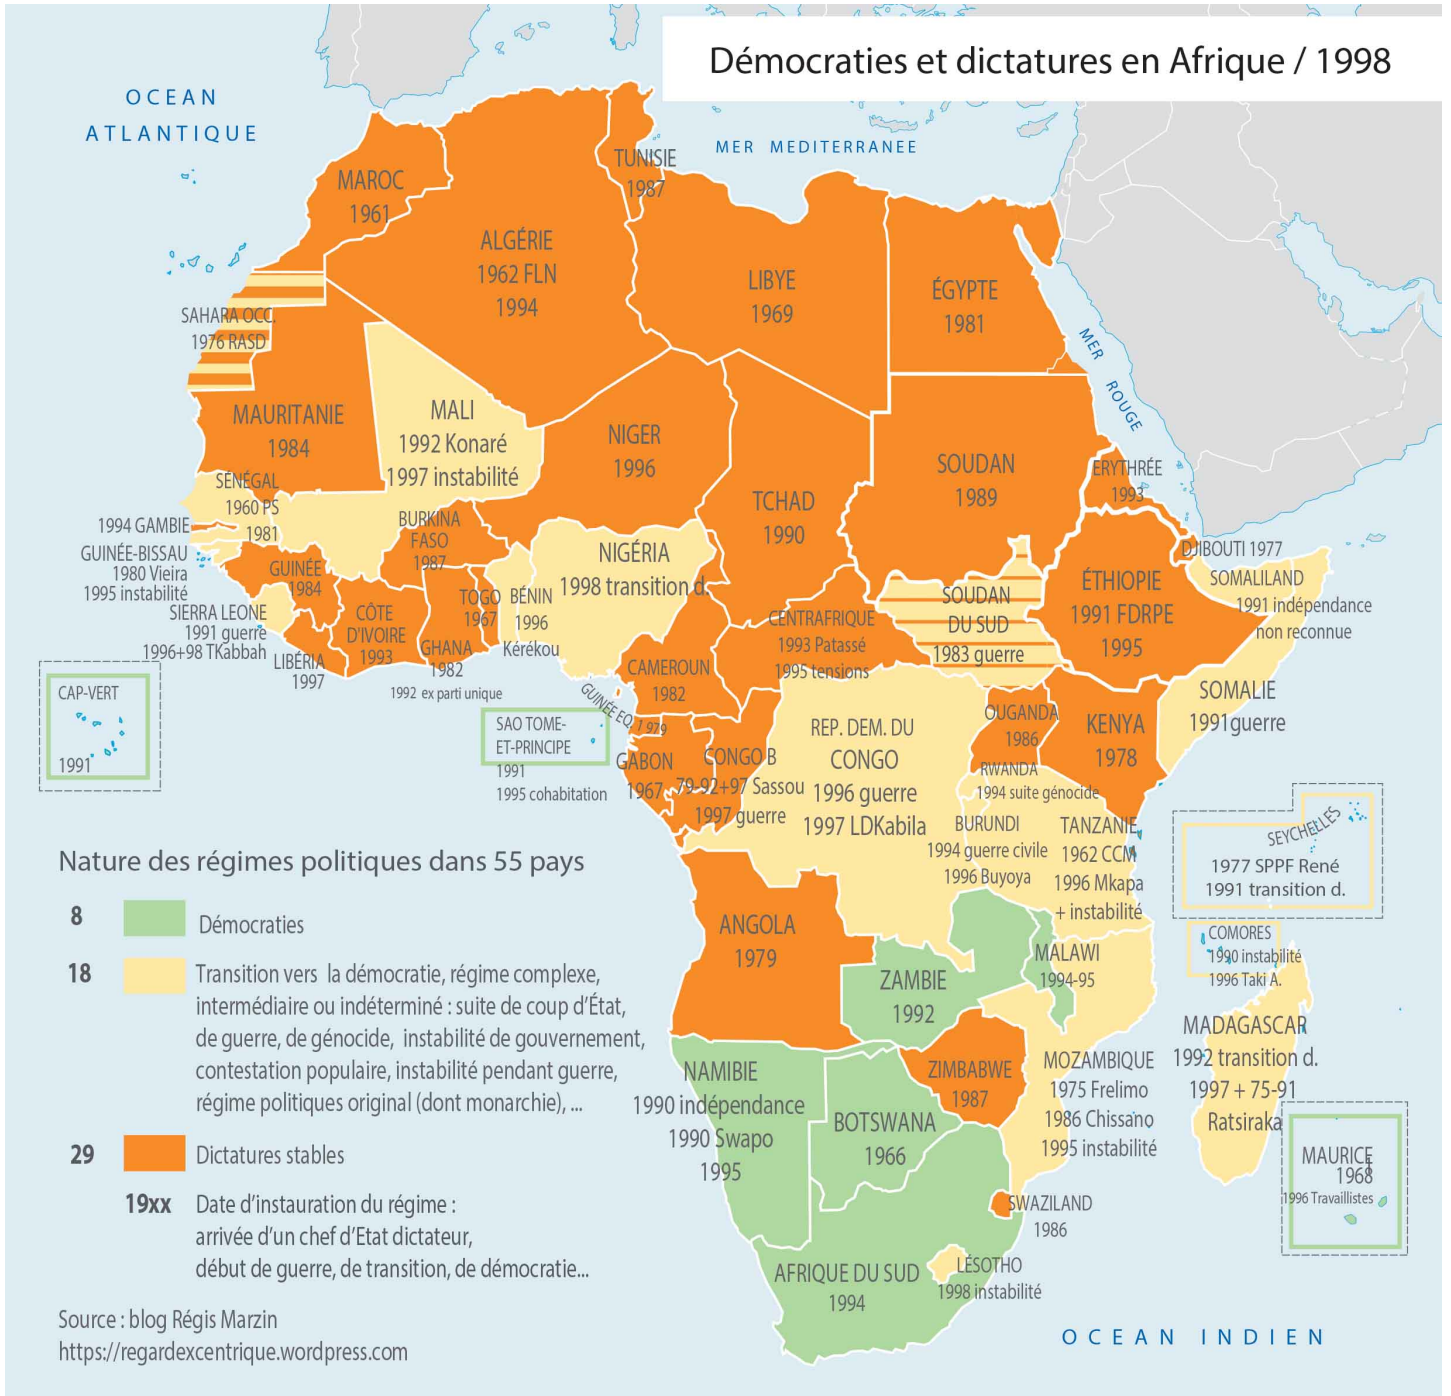 Démocraties et dictatures en Afrique / 1998
OCEAN
ATLANTIQUE
MER MEDITERRANEE
MER ROUGE
TUNISIE
1987
MAROC
1961
ALGÉRIE
1962 FLN
1994
LIBYE
1969
ÉGYPTE
1981
SAHARA OCC.
1976 RASD
MAURITANIE
1984
MALI
1992 Konaré
1997 instabilité
NIGER
1996
TCHAD
1990
SOUDAN
1989
ERYTHRÉE
1993
SÉNÉGAL
1960 PS
1981
1994 GAMBIE
GUINÉE-BISSAU
1980 Vieira
1995 instabilité
GUINÉE
1984
SIERRA LEONE
1991 guerre
1996+98 TKabbah
LIBÉRIA
1997
CÔTE
D'IVOIRE
1993
BURKINA
FASO
1987
GHANA
1982
1992 ex parti unique
TOGO
1967
BÉNIN
1996
Kérékou
NIGÉRIA
1998 transition d.
CAMEROUN
1982
CENTRAFRIQUE
1993 Patassé
1995 tensions
SOUDAN
DU SUD
1983 guerre
ÉTHIOPIE
1991 FDRPE
1995
DJIBOUTI 1977
SOMALILAND
1991 indépendance
non reconnue
SOMALIE
1991guerre
CAP-VERT
1991
SAO TOME-
ET-PRINCIPE
1991
1995 cohabitation
GUINÉE EQ. 1 979
GABON
1967
CONGO B
79-92+97 Sassou
1997 guerre
REP. DEM. DU
CONGO
1996 guerre
1997 LDKabila
OUGANDA
1986
KENYA
1978
RWANDA
1994 suite génocide
BURUNDI
1994 guerre civile
1996 Buyoya
TANZANIE
1962 CCM
1996 Mkapa
+ instabilité
SEYCHELLES
1977 SPPF René
1991 transition d.
COMORES
1990 instabilité
1996 Taki A.
ANGOLA
1979
ZAMBIE
1992
MALAWI
1994-95
MADAGASCAR
1992 transition d.
1997 + 75-91
Ratsiraka
NAMIBIE
1990 indépendance
1990 Swapo
1995
BOTSWANA
1966
ZIMBABWE
1987
MOZAMBIQUE
1975 Frelimo
1986 Chissano
1995 instabilité
MAURICE
1968
1996 Travaillistes
SWAZILAND
1986
LÉSOTHO
1998 instabilité
AFRIQUE DU SUD
1994
OCEAN INDIEN
Nature des régimes politiques dans 55 pays
8 Démocraties
18 Transition vers la démocratie, régime complexe,
intermédiaire ou indéterminé : suite de coup d'État,
de guerre, de génocide, instabilité de gouvernement,
contestation populaire, instabilité pendant guerre,
régime politiques original (dont monarchie), ...
29 Dictatures stables
19xx Date d'instauration du régime :
arrivée d'un chef d'Etat dictateur,
début de guerre, de transition, de démocratie...
Source : blog Régis Marzin
https://regardexcentrique.wordpress.com